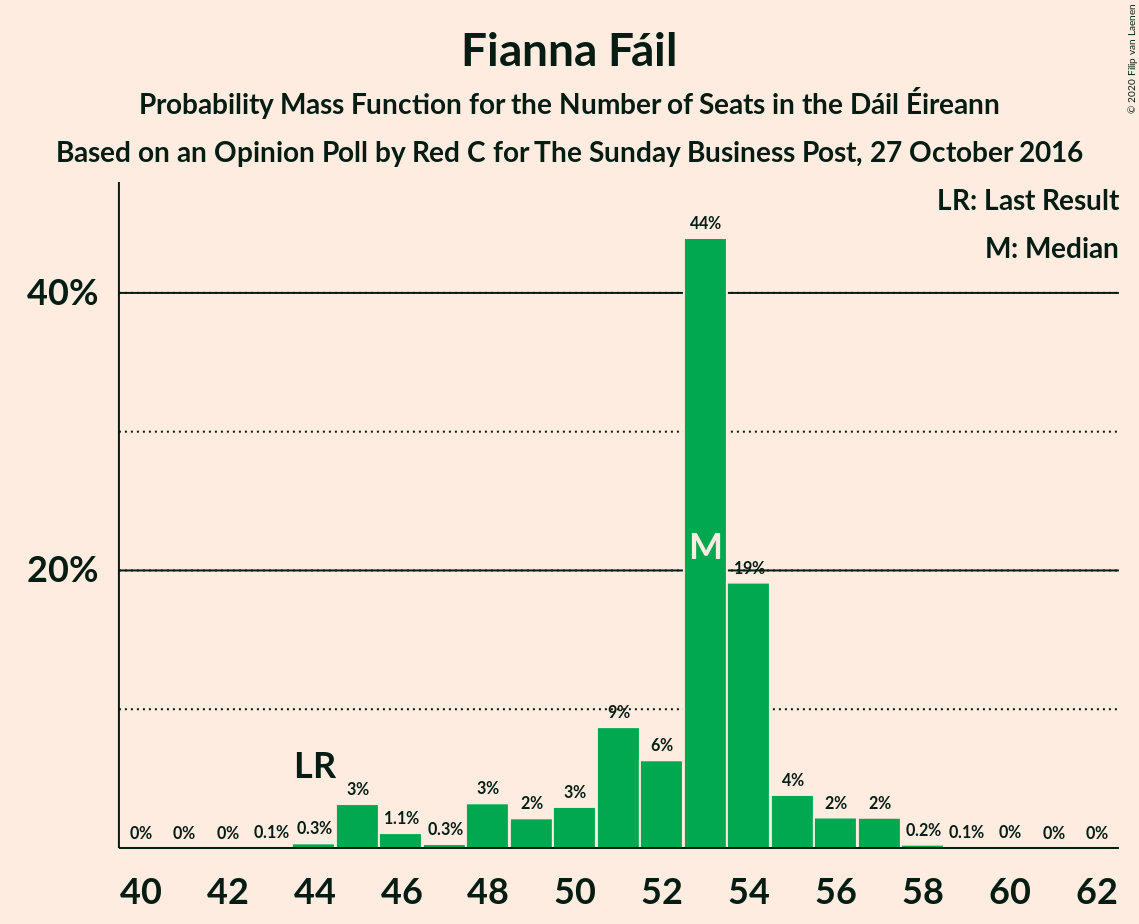 Fianna Fáil
Probability Mass Function for the Number of Seats in the Dáil Éireann
Based on an Opinion Poll by Red C for The Sunday Business Post, 27 October 2016
© 2020 Filip van Laenen
LR: Last Result
M: Median
40%
20%
LR
M
0% 0% 0% 0.1% 0.3% 3% 1.1% 0.3% 3% 2% 3% 9% 6% 44% 19% 4% 2% 2% 0.2% 0.1% 0% 0% 0%
40 42 44 46 48 50 52 54 56 58 60 62